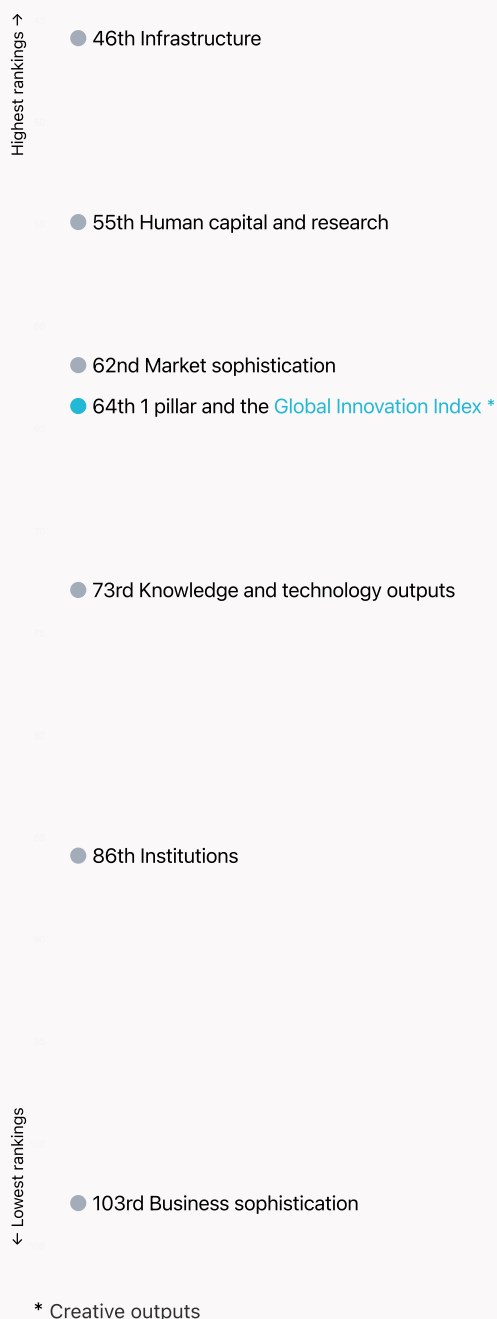 Highest rankings →
46th Infrastructure
55th Human capital and research
62nd Market sophistication
64th 1 pillar and the Global Innovation Index *
73rd Knowledge and technology outputs
86th Institutions
← Lowest rankings
103rd Business sophistication
* Creative outputs